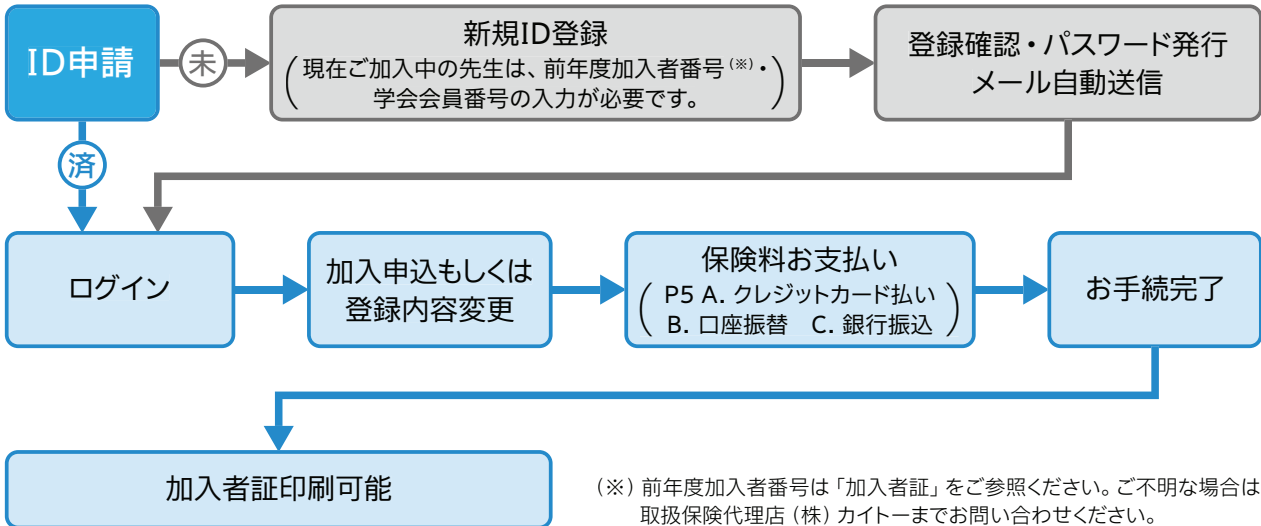 ID申請
未
新規ID登録
(現在ご加入中の先生は、前年度加入者番号(※)・
学会会員番号の入力が必要です。)
登録確認・パスワード発行
メール自動送信
済
ログイン
加入申込もしくは
登録内容変更
保険料お支払い
(P5 A. クレジットカード払い
B. 口座振替 C. 銀行振込)
お手続完了
加入者証印刷可能
(※) 前年度加入者番号は「加入者証」をご参照ください。ご不明な場合は
取扱保険代理店(株)カイトーまでお問い合わせください。